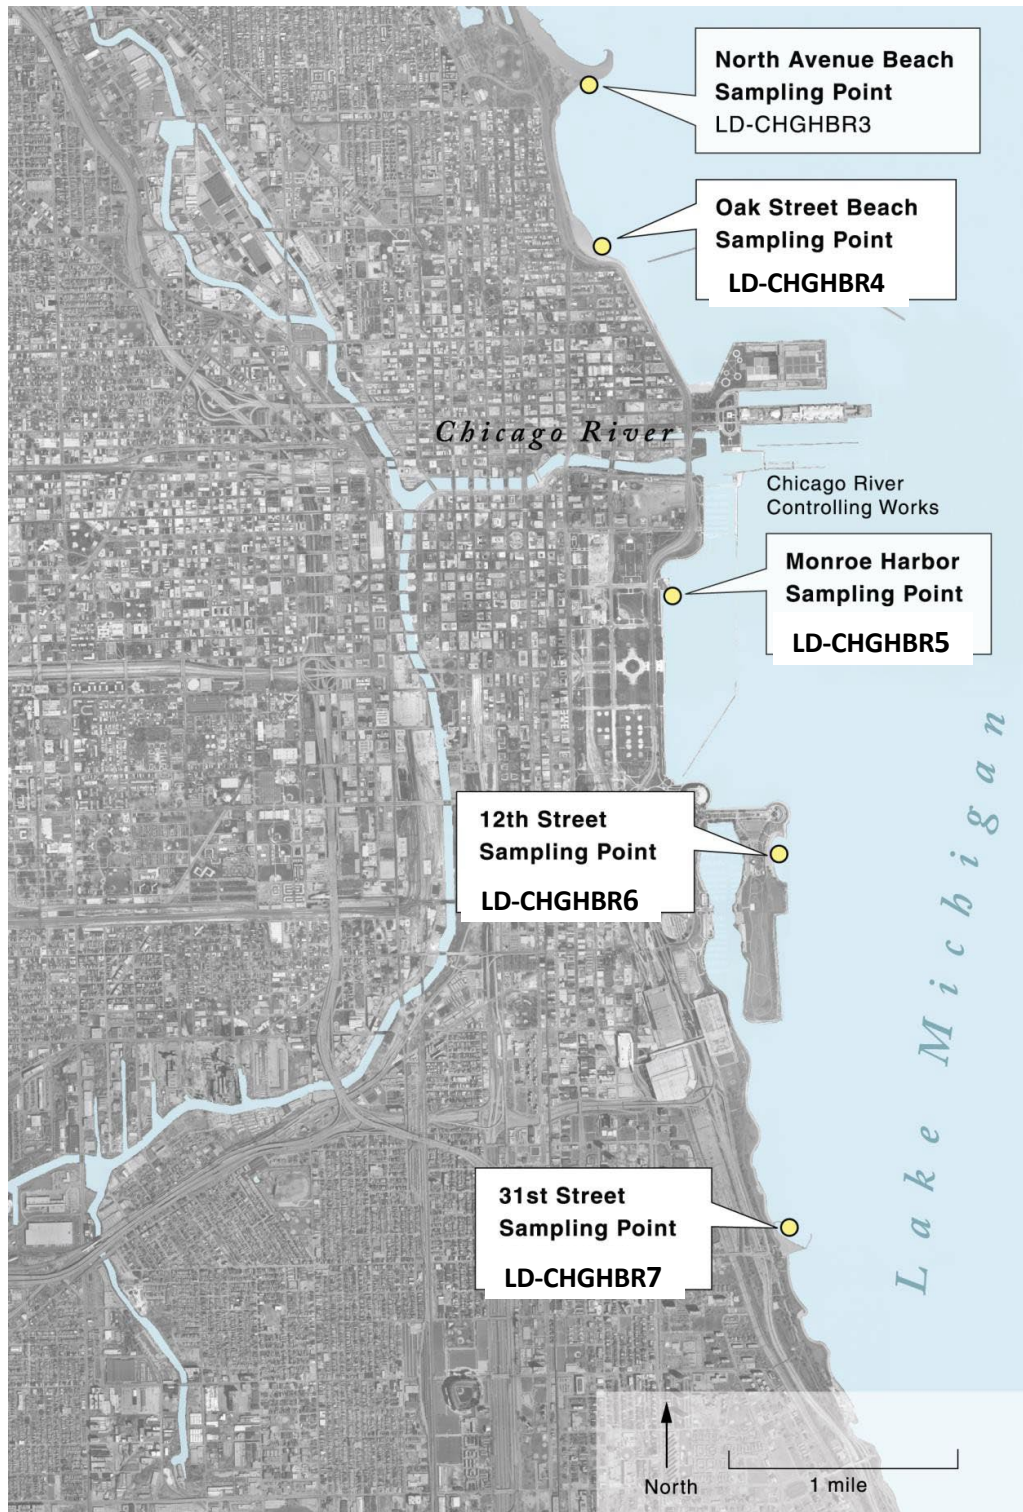 North Avenue Beach
Sampling Point
LD-CHGHBR3
Oak Street Beach
Sampling Point
LD-CHGHBR4
Chicago River
Chicago River
Controlling Works
Monroe Harbor
Sampling Point
LD-CHGHBR5
Lake Michigan
12th Street
Sampling Point
LD-CHGHBR6
31st Street
Sampling Point
LD-CHGHBR7
North
1 mile